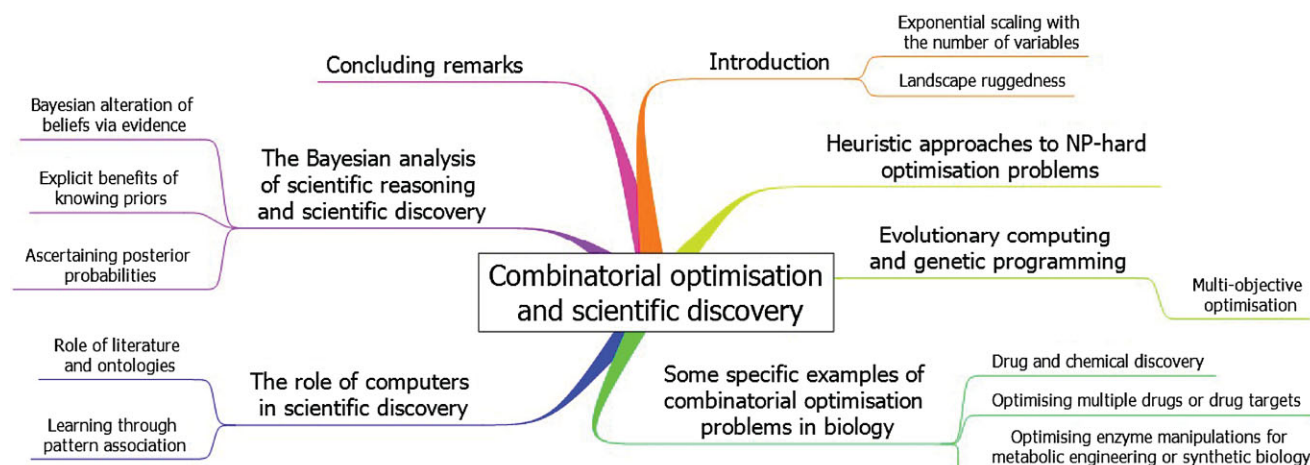 Combinatorial optimisation
and scientific discovery
Introduction
Exponential scaling with
the number of variables
Landscape ruggedness
Heuristic approaches to NP-hard
optimisation problems
Evolutionary computing
and genetic programming
Multi-objective
optimisation
Some specific examples of
combinatorial optimisation
problems in biology
Drug and chemical discovery
Optimising multiple drugs or drug targets
Optimising enzyme manipulations for
metabolic engineering or synthetic biology
The role of computers
in scientific discovery
Role of literature
and ontologies
Learning through
pattern association
The Bayesian analysis
of scientific reasoning
and scientific discovery
Bayesian alteration of
beliefs via evidence
Explicit benefits of
knowing priors
Ascertaining posterior
probabilities
Concluding remarks